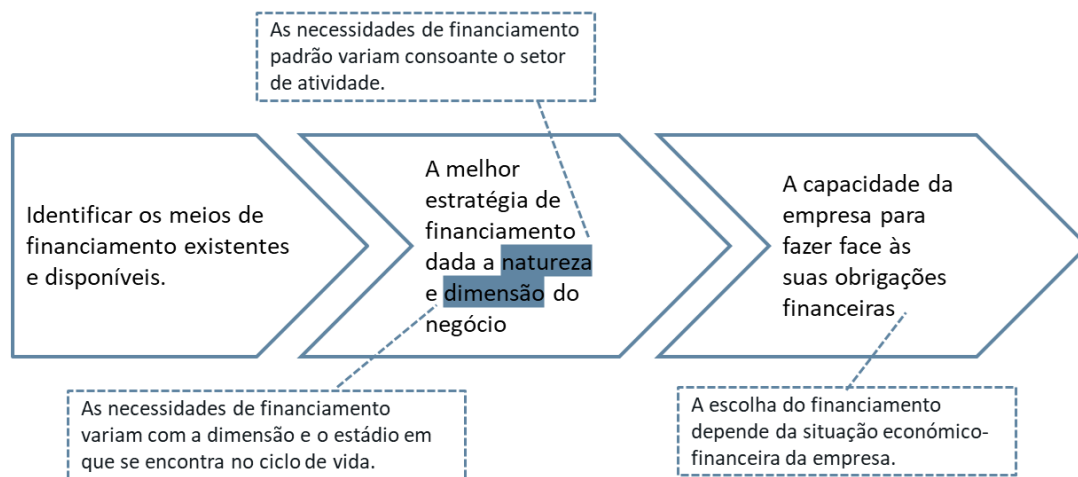 As necessidades de financiamento
padrão variam consoante o setor
de atividade.
Identificar os meios de
financiamento existentes
e disponíveis.
A melhor
estratégia de
financiamento
dada a natureza
e dimensão do
negócio
A capacidade da
empresa para
fazer face às
suas obrigações
financeiras
As necessidades de financiamento
variam com a dimensão e o estádio em
que se encontra no ciclo de vida.
A escolha do financiamento
depende da situação económico-
financeira da empresa.